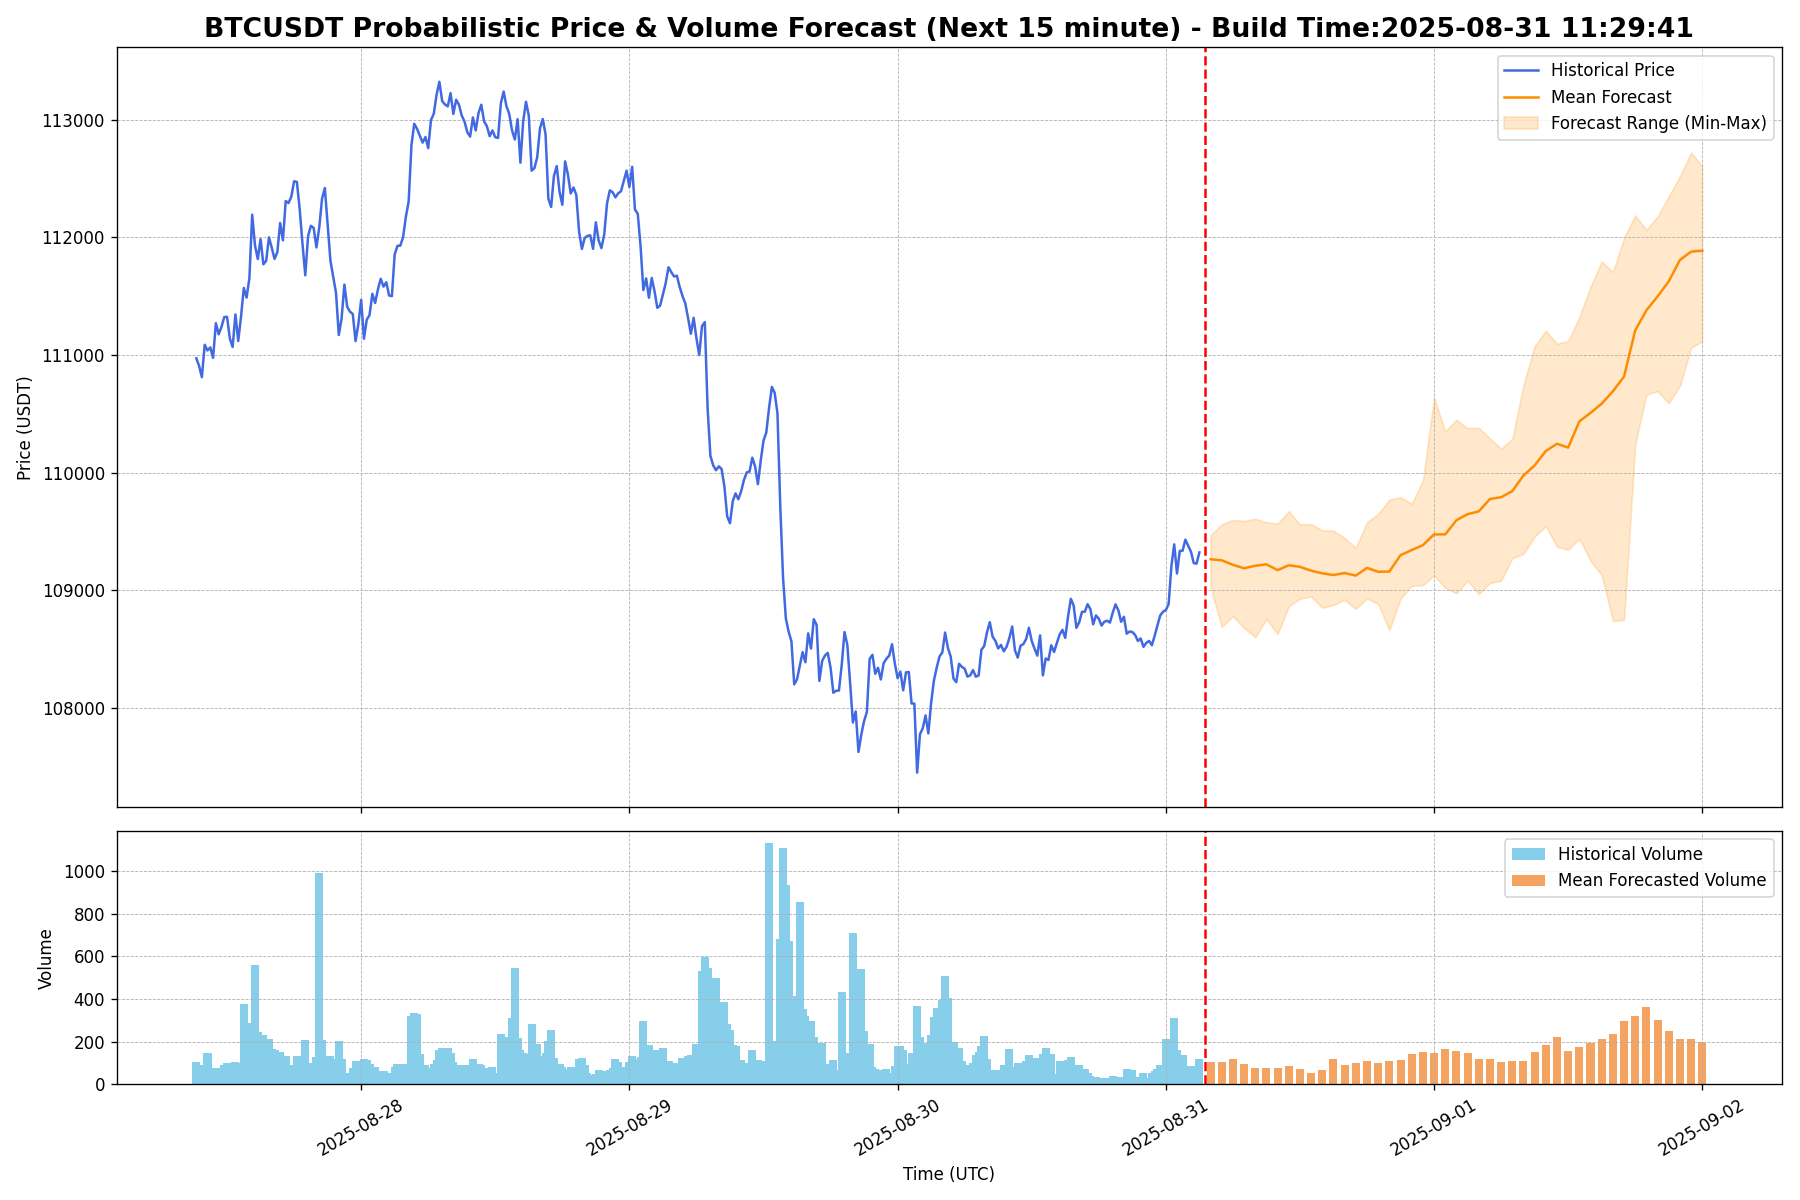 BTCUSDT Probabilistic Price & Volume Forecast (Next 15 minute) - Build Time:2025-08-31 11:29:41
Historical Price
Mean Forecast
Forecast Range (Min-Max)
113000
112000
111000
110000
109000
108000
Price (USDT)
Historical Volume
Mean Forecasted Volume
1000
800
600
400
200
0
Volume
2025-08-28
2025-08-29
2025-08-30
2025-08-31
2025-09-01
2025-09-02
Time (UTC)